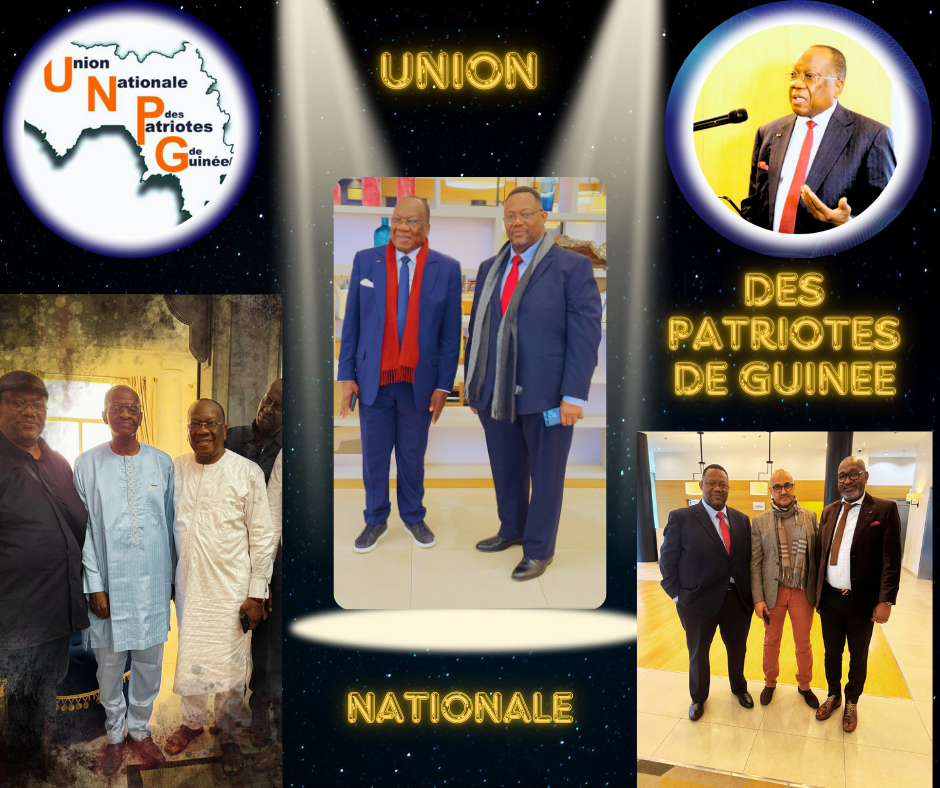 Union
Nationale
des
Patriotes
de
Guinée
UNION
DES
PATRIOTES
DE GUINEE
NATIONALE